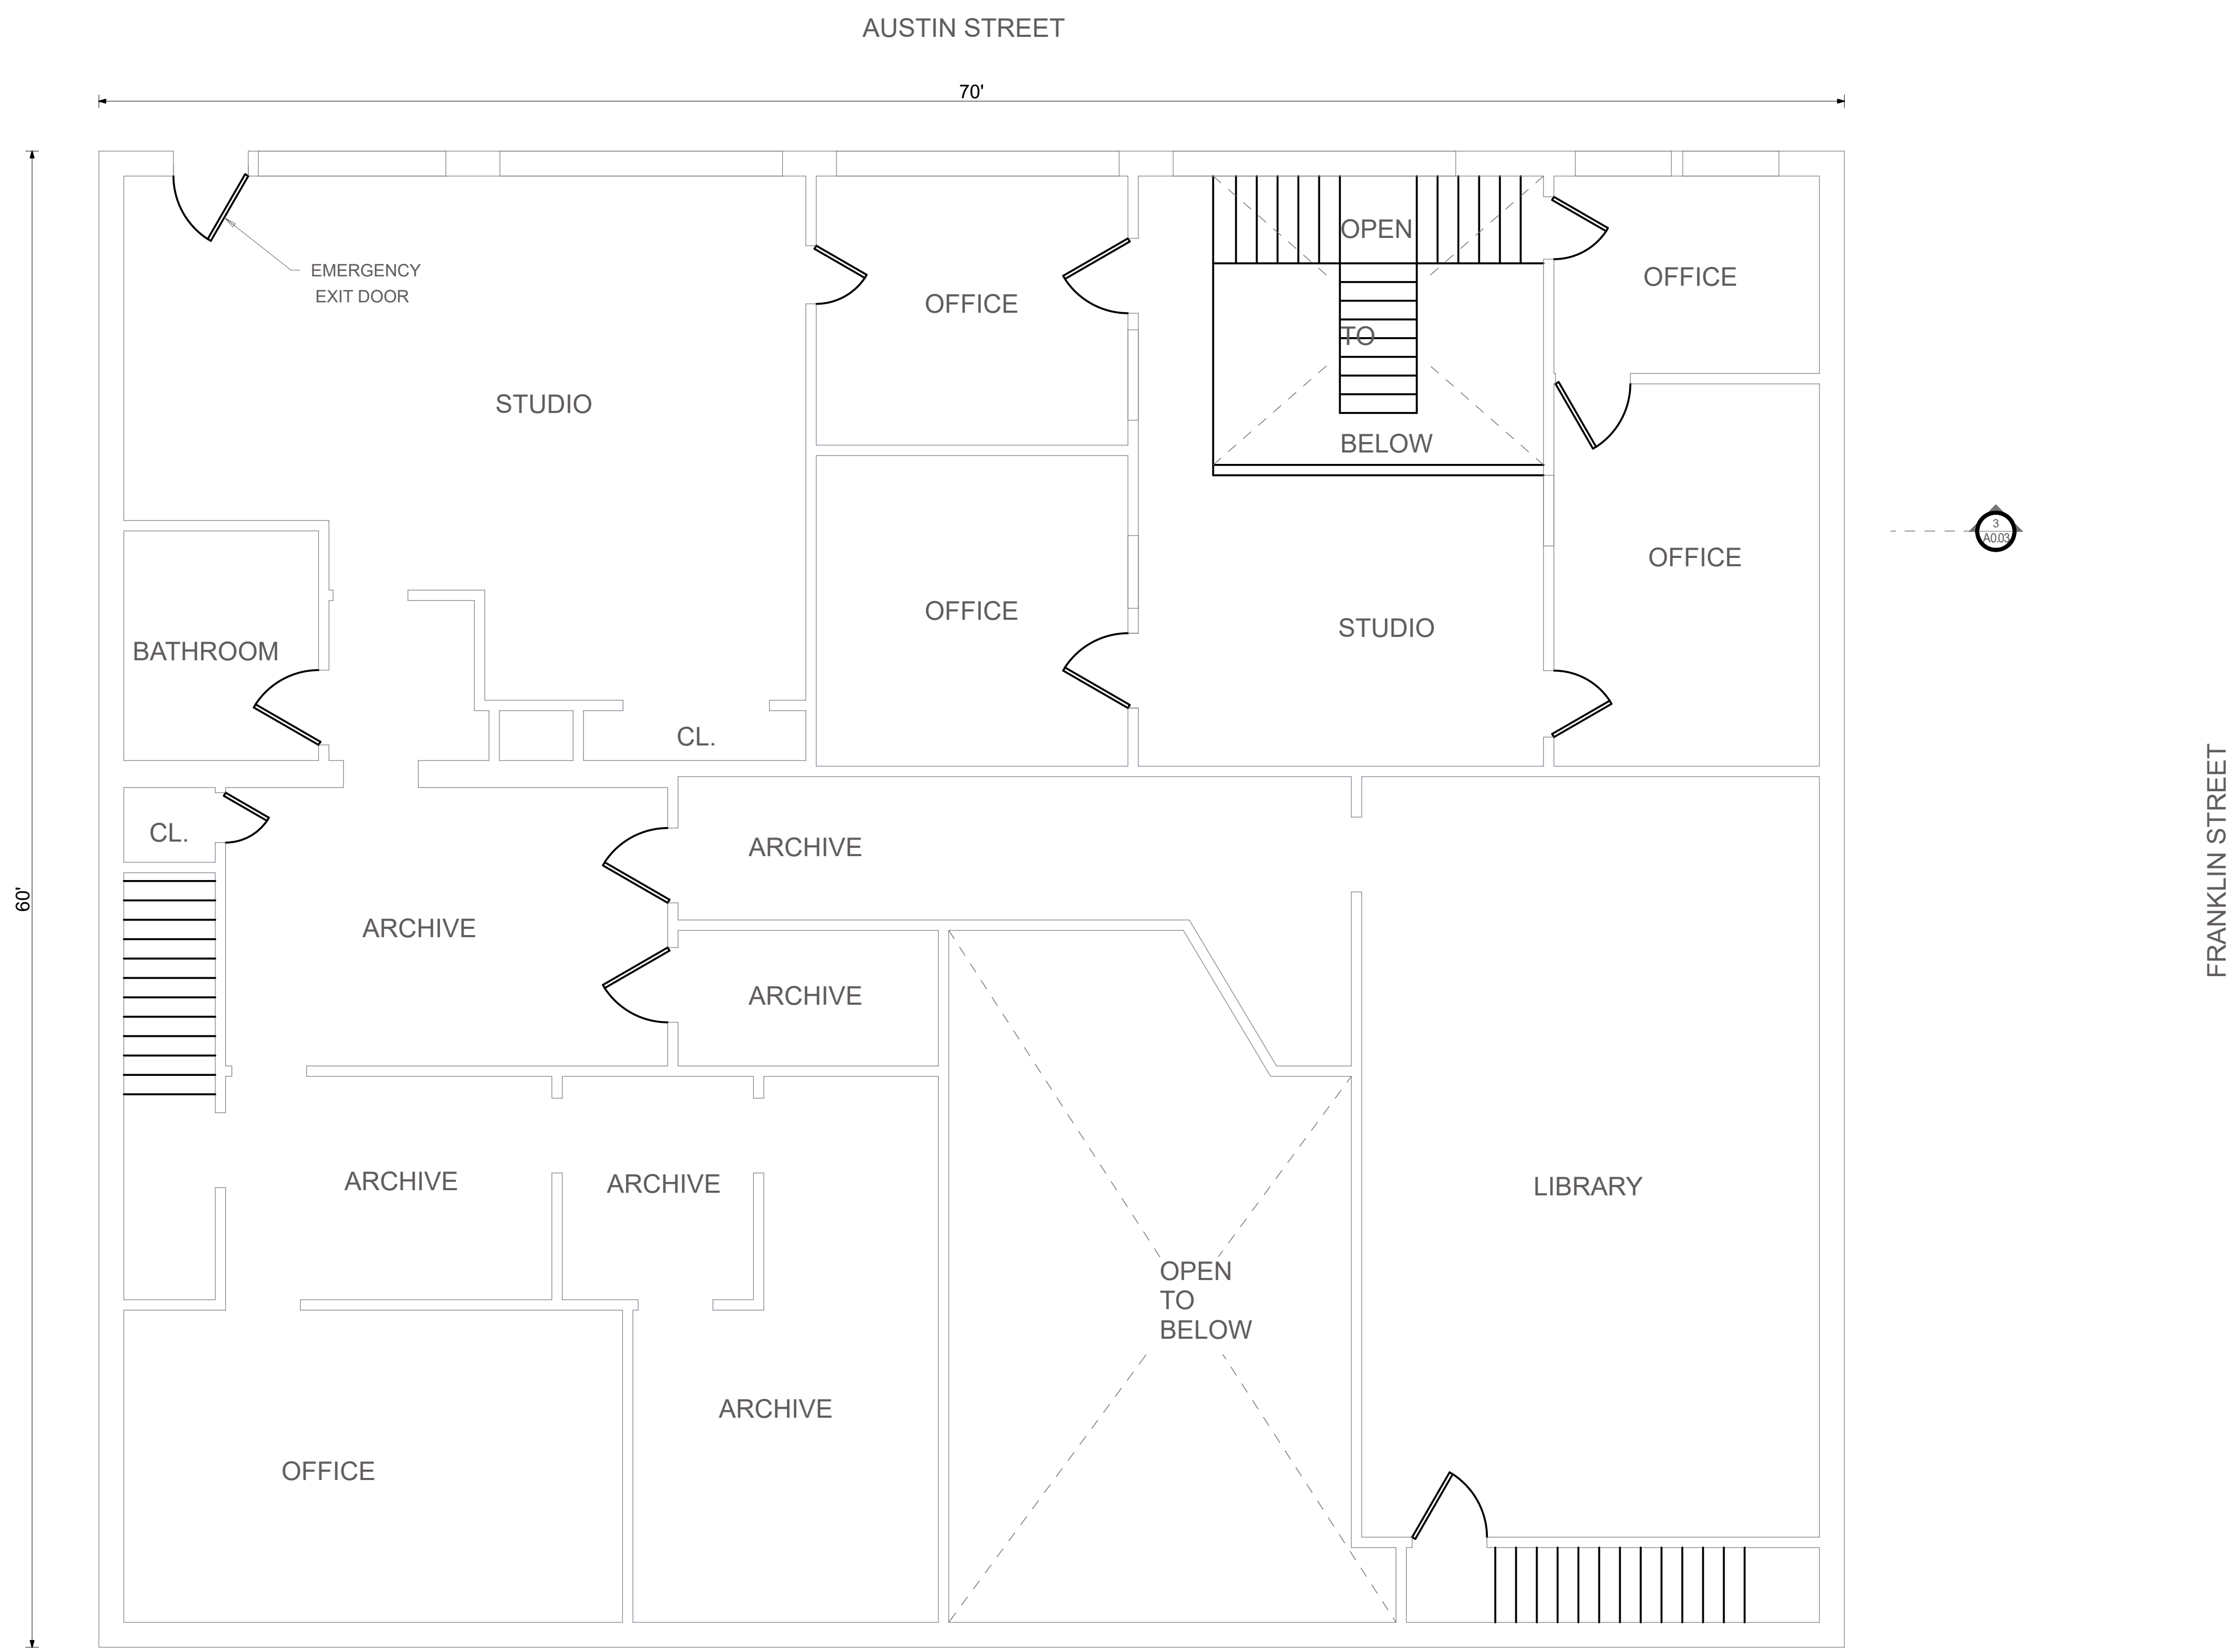 AUSTIN STREET
70'
OPEN
EMERGENCY
EXIT DOOR
OFFICE
OFFICE
TO
STUDIO
BELOW
3
A0.03
OFFICE
OFFICE
STUDIO
BATHROOM
CL.
CL.
ARCHIVE
60'
FRANKLIN STREET
ARCHIVE
ARCHIVE
ARCHIVE
ARCHIVE
LIBRARY
OPEN
TO
BELOW
ARCHIVE
OFFICE